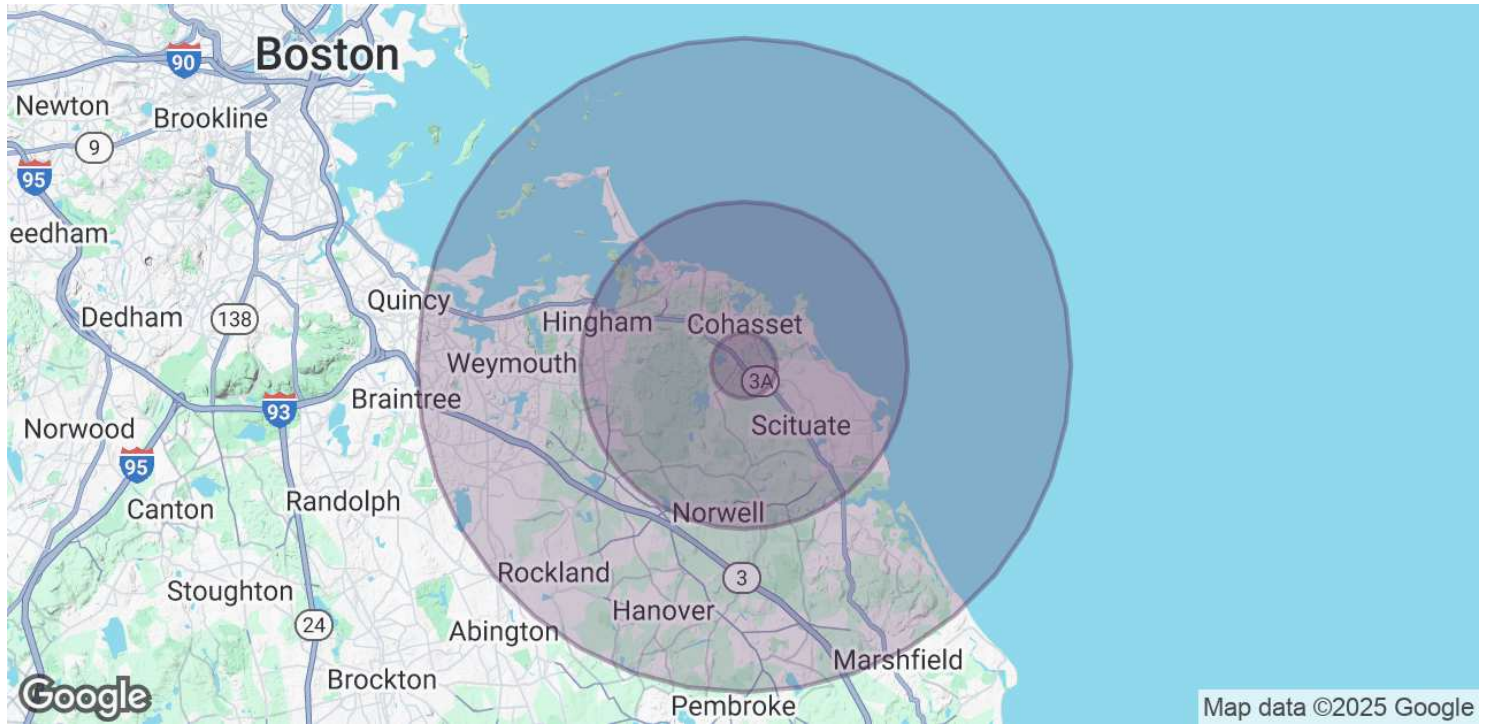 Boston
90
Newton
Brookline
9
95
eedham
Quincy
Dedham
138
Hingham
Cohasset
Weymouth
3A
Braintree
93
Norwood
Scituate
95
Randolph
Canton
Norwell
Rockland
3
Stoughton
Hanover
24
Abington
Marshfield
Brockton
Pembroke
Google
Map data ©2025 Google